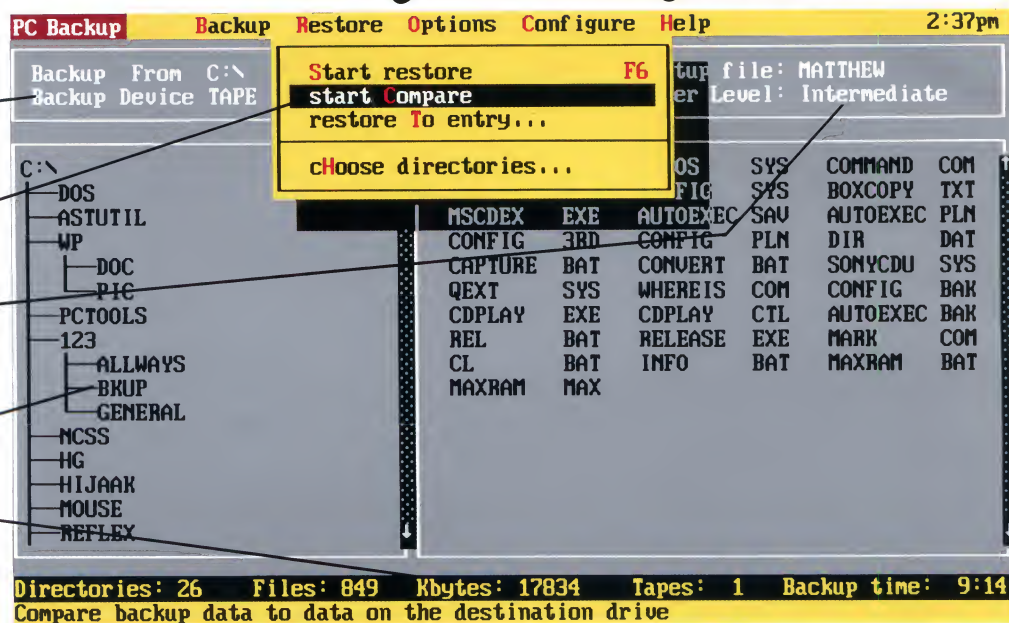 PC Backup Backup Restore Options Configure Help 2:37pm
Backup From C:\
Backup Device TAPE
Start restore F6
start Compare
restore To entry...
cHoose directories...
tup file: MATTHEW
er Level: Intermediate
C:\
DOS
ASTUTIL
WP
DOC
PIC
PCTOOLS
123
ALLWAYS
BKUP
GENERAL
NCSS
HG
HIJAAK
MOUSE
REFLEX
OS SYS COMMAND COM
FIG SYS BOXCOPY TXT
MSCDEX EXE AUTOEXEC SAV AUTOEXEC PLN
CONFIG 3RD CONFIG PLN DIR DAT
CAPTURE BAT CONVERT BAT SONYCDU SYS
QEXT SYS WHEREIS COM CONFIG BAK
CDPLAY EXE CDPLAY CTL AUTOEXEC BAK
REL BAT RELEASE EXE MARK COM
CL BAT INFO BAT MAXRAM BAT
MAXRAM MAX
Directories: 26 Files: 849 Kbytes: 17834 Tapes: 1 Backup time: 9:14
Compare backup data to data on the destination drive